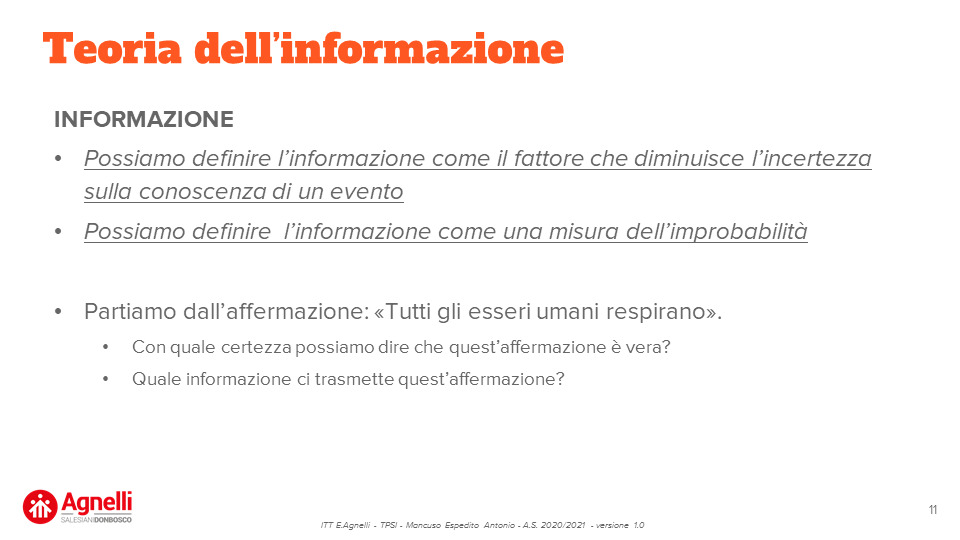 Teoria dell'informazione
INFORMAZIONE
• Possiamo definire l'informazione come il fattore che diminuisce l'incertezza
sulla conoscenza di un evento
• Possiamo definire l'informazione come una misura dell'improbabilità
• Partiamo dall'affermazione: «Tutti gli esseri umani respirano».
• Con quale certezza possiamo dire che quest'affermazione è vera?
• Quale informazione ci trasmette quest'affermazione?
Agnelli
SALESIANIDONBOSCO
ITT E.Agnelli - TPSI - Mancuso Espedito Antonio - A.S. 2020/2021 - versione 1.0
11